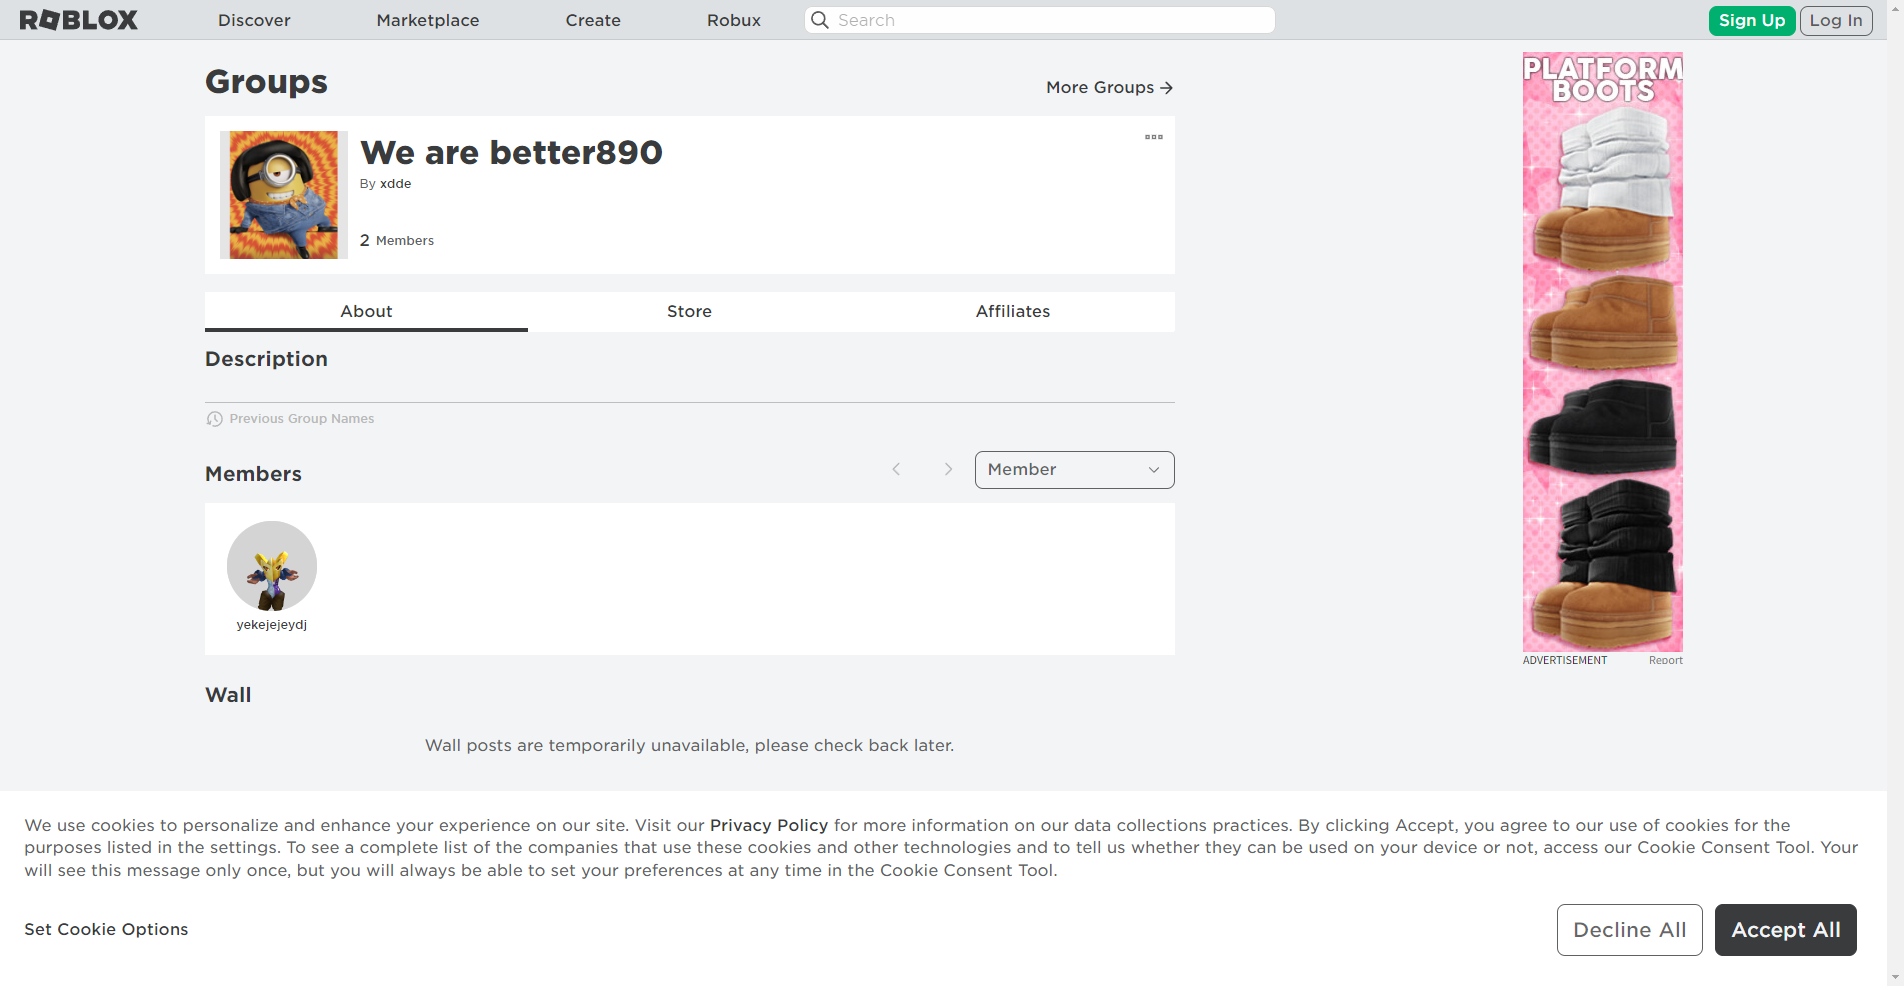 ROBLOX
Discover
Marketplace
Create
Robux
Search
Sign Up
Log In
Groups
More Groups
We are better890
By xdde
2 Members
About
Store
Affiliates
Description
Previous Group Names
Members
Member
yekejejeydj
Wall
Wall posts are temporarily unavailable, please check back later.
PLATFORM
BOOTS
ADVERTISEMENT
Report
We use cookies to personalize and enhance your experience on our site. Visit our Privacy Policy for more information on our data collections practices. By clicking Accept, you agree to our use of cookies for the
purposes listed in the settings. To see a complete list of the companies that use these cookies and other technologies and to tell us whether they can be used on your device or not, access our Cookie Consent Tool. Your
will see this message only once, but you will always be able to set your preferences at any time in the Cookie Consent Tool.
Set Cookie Options
Decline All
Accept All